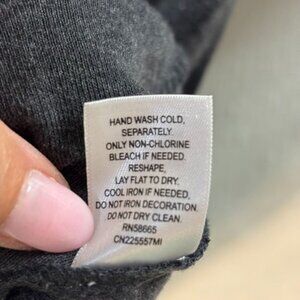 HAND WASH COLD,
SEPARATELY.
ONLY NON-CHLORINE
BLEACH IF NEEDED.
RESHAPE,
LAY FLAT TO DRY.
COOL IRON IF NEEDED,
DO NOT IRON DECORATION.
DO NOT DRY CLEAN.
RN58665
CN225557MI